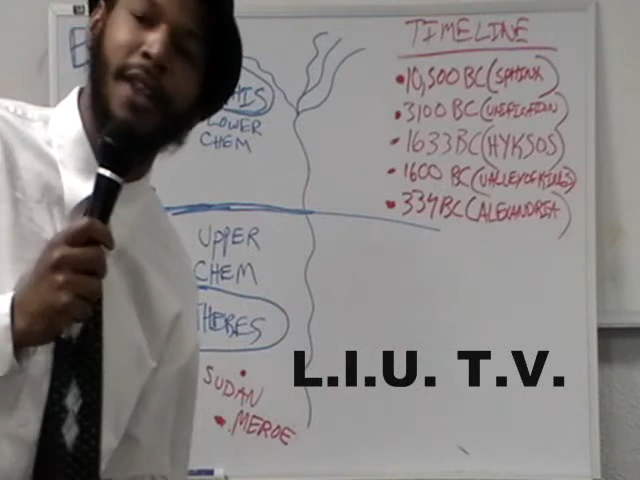 TIMELINE
• 10,500 BC (SPHINX)
• 3100 BC (UNIFICATION)
• 1633 BC (HYKSOS)
• 1600 BC (VALLEY OF KINGS)
• 334 BC (ALEXANDRIA)
LOWER
CHEM
UPPER
CHEM
THEBES
SUDAN
• MEROE
L.I.U. T.V.